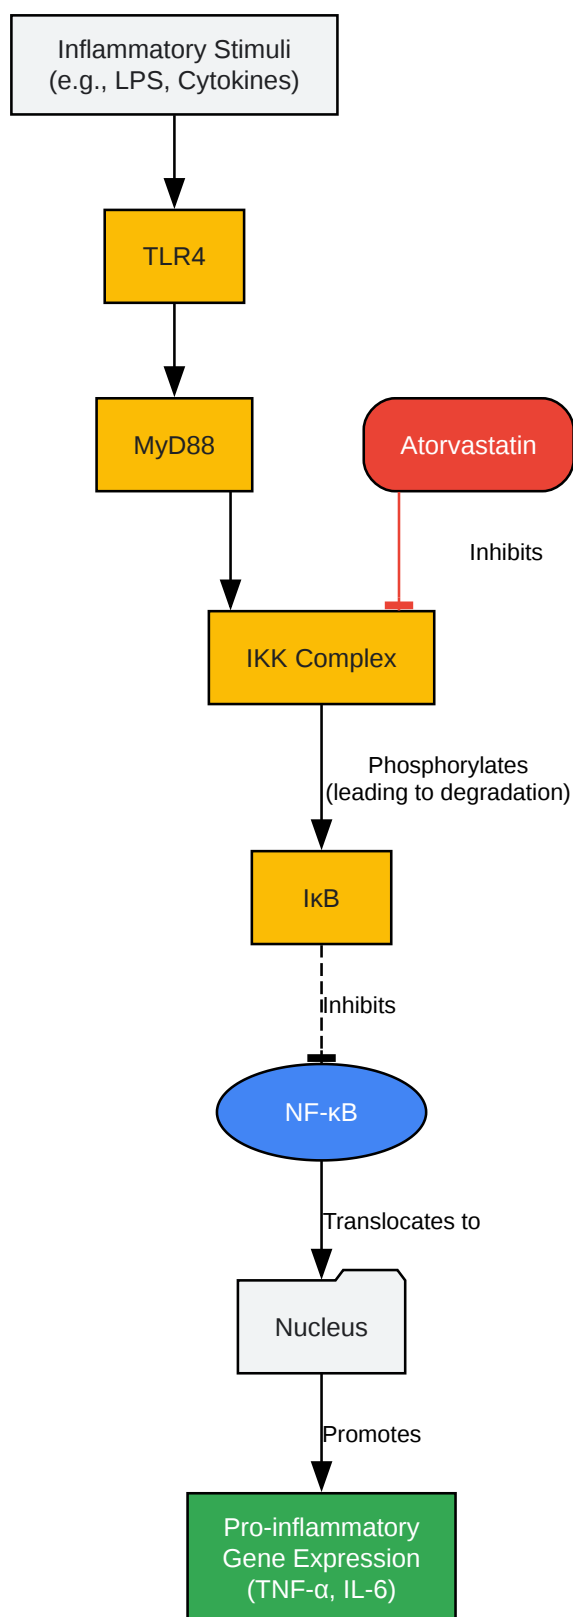 Inflammatory Stimuli
(e.g., LPS, Cytokines)
TLR4
MyD88
Atorvastatin
Inhibits
IKK Complex
Phosphorylates
(leading to degradation)
IκB
Inhibits
NF-κB
Translocates to
Nucleus
Promotes
Pro-inflammatory
Gene Expression
(TNF-α, IL-6)